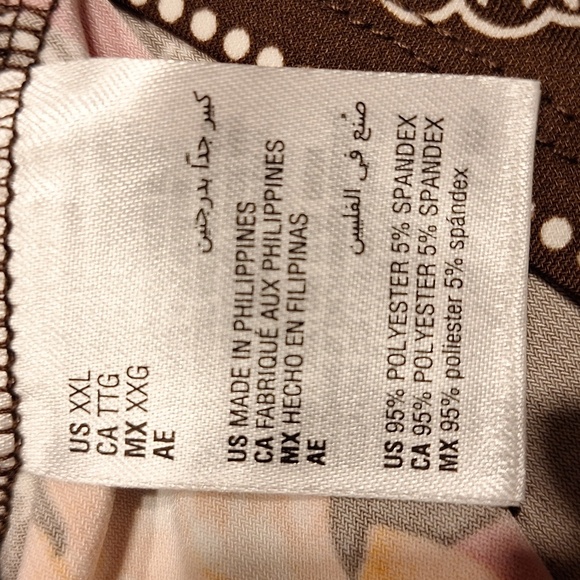 US XXL
CA TTG
MX XXG
AE كبير جدًا بدرجتين
US MADE IN PHILIPPINES
CA FABRIQUÉ AUX PHILIPPINES
MX HECHO EN FILIPINAS
AE صُنع في الفلبين
US 95% POLYESTER 5% SPANDEX
CA 95% POLYESTER 5% SPANDEX
MX 95% poliester 5% spándex